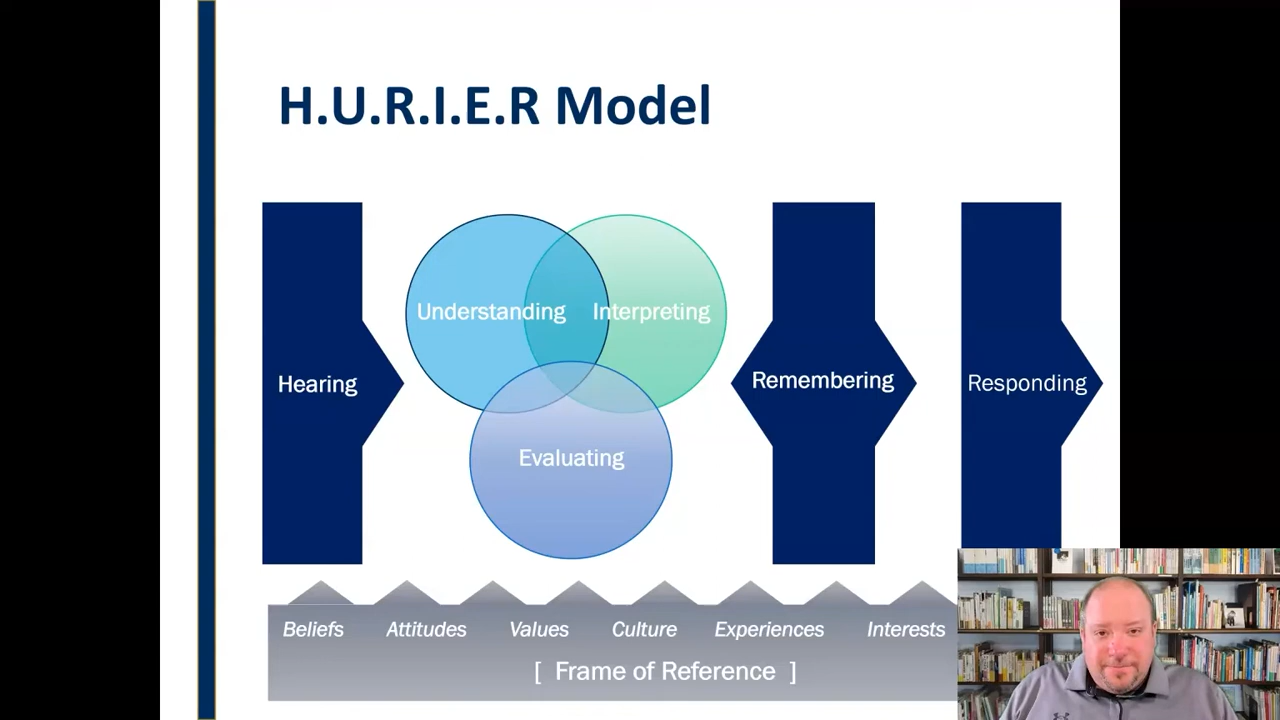 H.U.R.I.E.R Model
Understanding
Interpreting
Hearing
Remembering
Responding
Evaluating
Beliefs
Attitudes
Values
Culture
Experiences
Interests
[ Frame of Reference ]